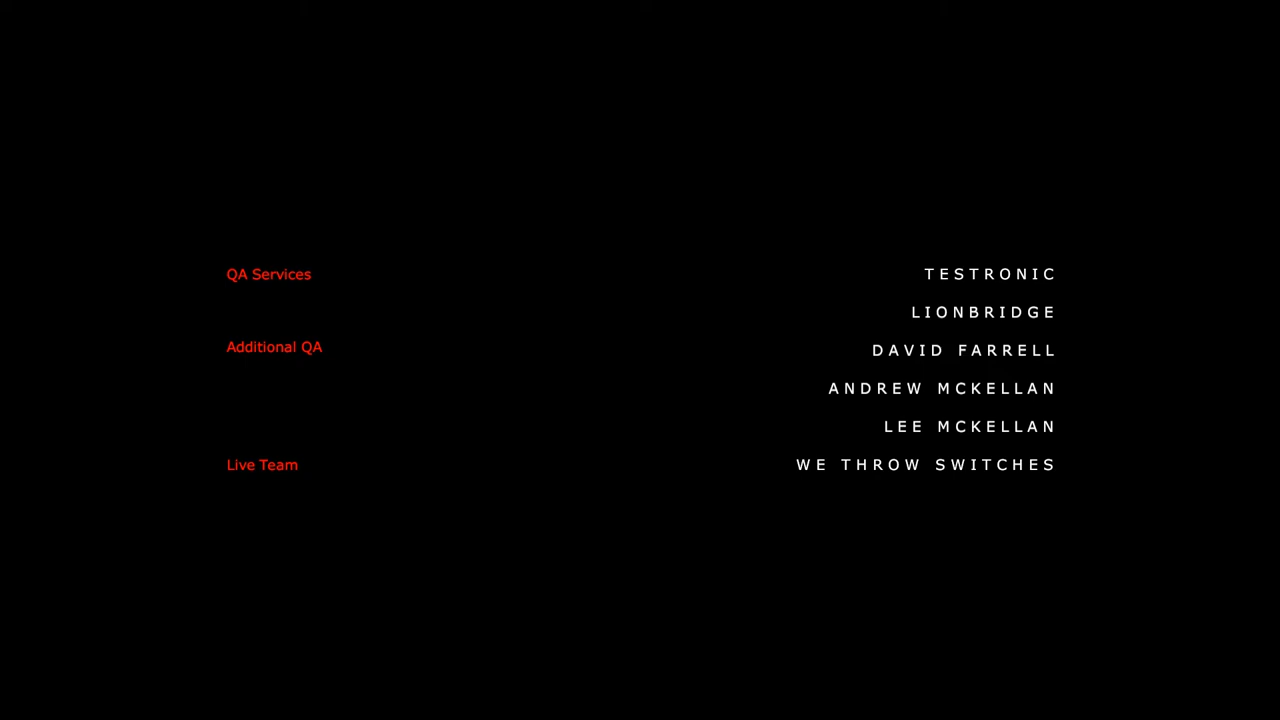 QA Services TESTRONIC
LIONBRIDGE
Additional QA DAVID FARRELL
ANDREW MCKELLAN
LEE MCKELLAN
Live Team WE THROW SWITCHES